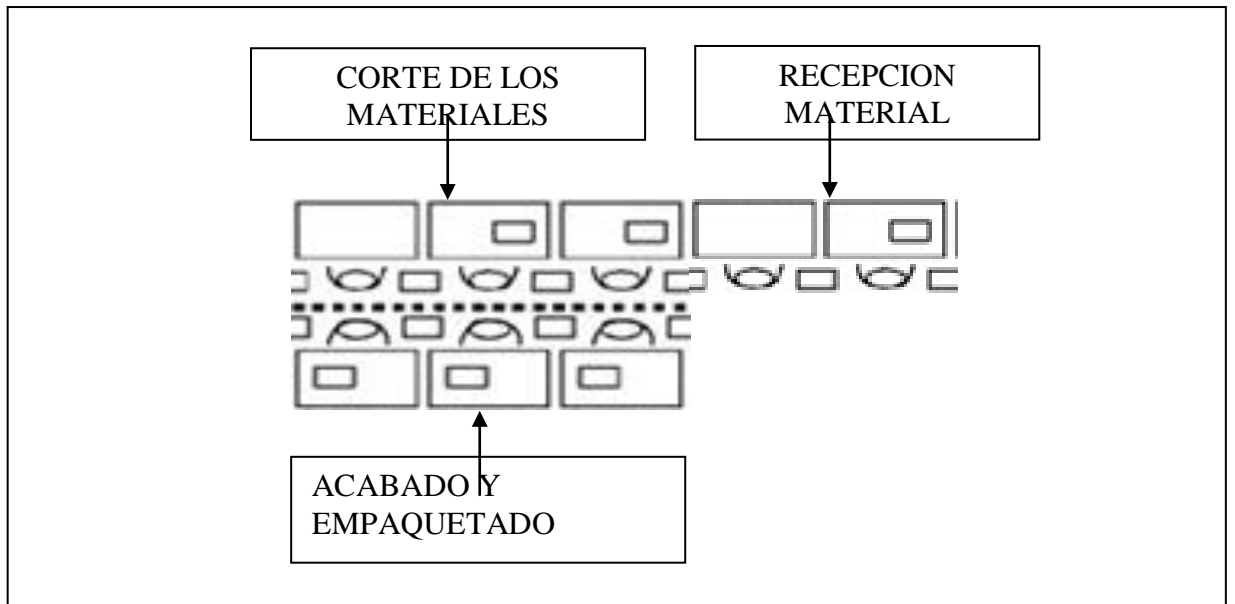 CORTE DE LOS
MATERIALES
RECEPCION
MATERIAL
ACABADO Y
EMPAQUETADO